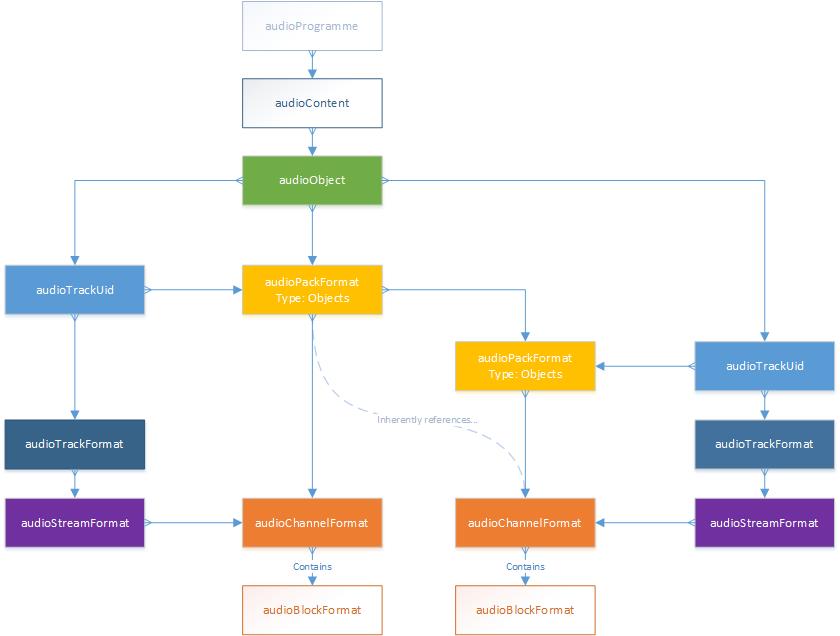 audioProgramme
audioContent
audioObject
audioTrackUid
audioPackFormat
Type: Objects
audioPackFormat
Type: Objects
audioTrackUid
Inherently references...
audioTrackFormat
audioTrackFormat
audioStreamFormat
audioChannelFormat
audioChannelFormat
audioStreamFormat
Contains
Contains
audioBlockFormat
audioBlockFormat